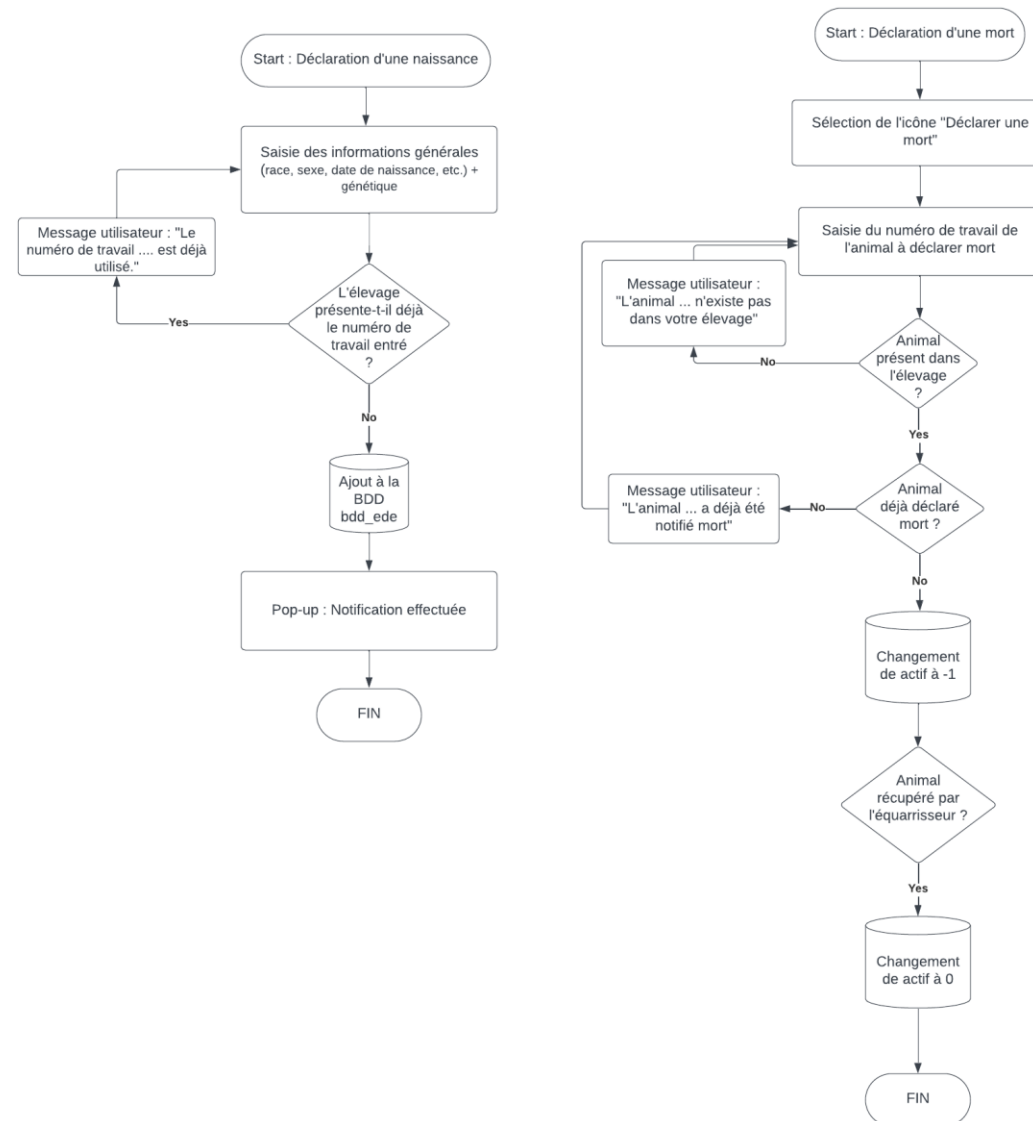 Start : Déclaration d'une naissance
Saisie des informations générales
(race, sexe, date de naissance, etc.) +
génétique
Message utilisateur : "Le
numéro de travail .... est déjà
utilisé."
L'élevage
présente-t-il déjà
le numéro de
travail entré
?
Yes
No
Ajout à la
BDD
bdd_ede
Pop-up : Notification effectuée
FIN
Start : Déclaration d'une mort
Sélection de l'icône "Déclarer une
mort"
Saisie du numéro de travail de
l'animal à déclarer mort
Message utilisateur :
"L'animal ... n'existe pas
dans votre élevage"
Animal
présent dans
l'élevage
?
No
Yes
Message utilisateur :
"L'animal ... a déjà été
notifié mort"
Animal
déjà déclaré
mort ?
No
No
Changement
de actif à -1
Animal
récupéré par
l'équarrisseur ?
Yes
Changement
de actif à 0
FIN